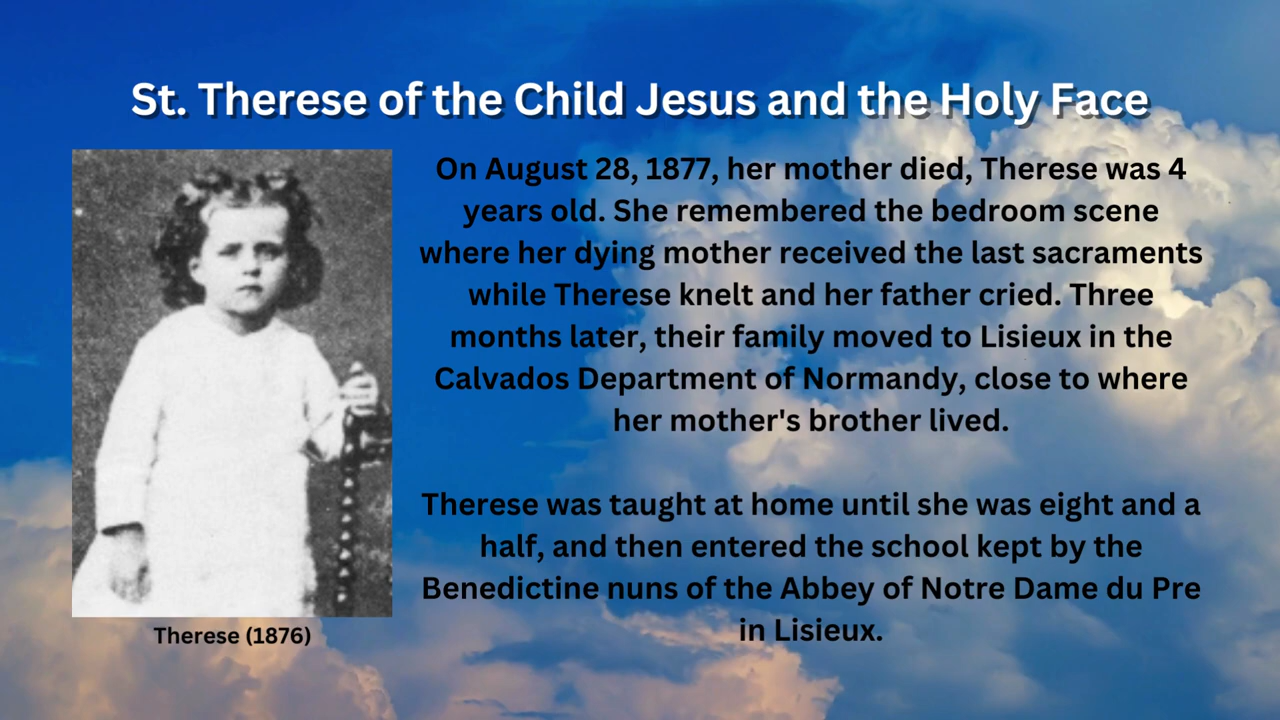 St. Therese of the Child Jesus and the Holy Face
On August 28, 1877, her mother died, Therese was 4
years old. She remembered the bedroom scene
where her dying mother received the last sacraments
while Therese knelt and her father cried. Three
months later, their family moved to Lisieux in the
Calvados Department of Normandy, close to where
her mother's brother lived.
Therese was taught at home until she was eight and a
half, and then entered the school kept by the
Benedictine nuns of the Abbey of Notre Dame du Pre
in Lisieux.
Therese (1876)